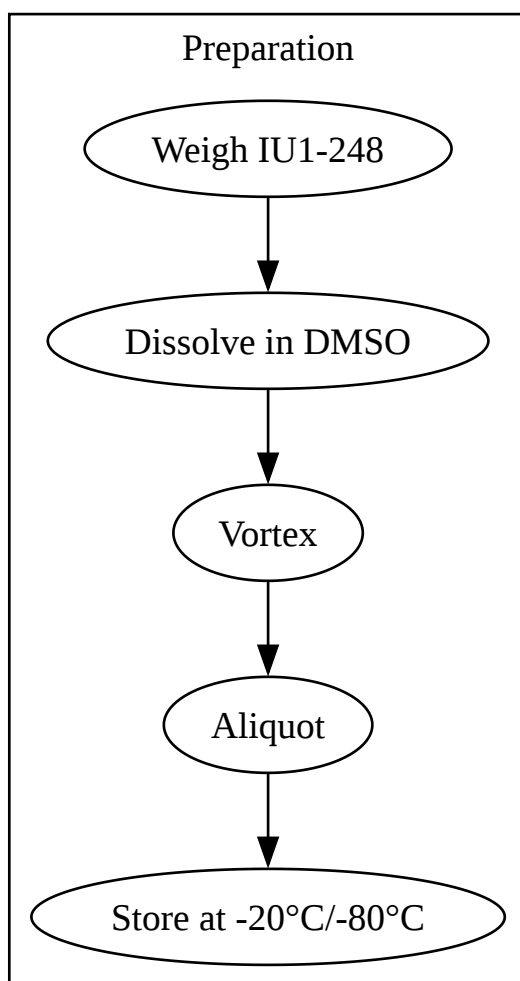 Preparation
Weigh IU1-248
Dissolve in DMSO
Vortex
Aliquot
Store at -20°C/-80°C